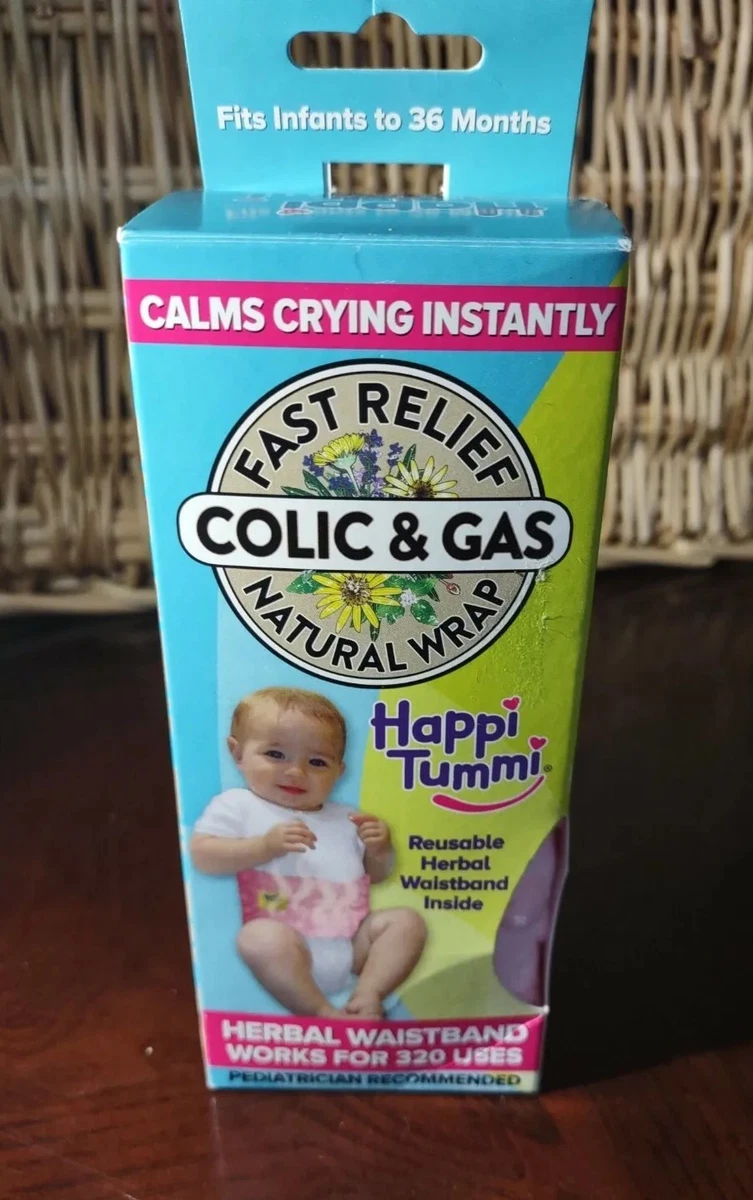 Fits Infants to 36 Months
CALMS CRYING INSTANTLY
FAST RELIEF
COLIC & GAS
NATURAL WRAP
Happi
Tummi®
Reusable
Herbal
Waistband
Inside
HERBAL WAISTBAND
WORKS FOR 320 USES
PEDIATRICIAN RECOMMENDED